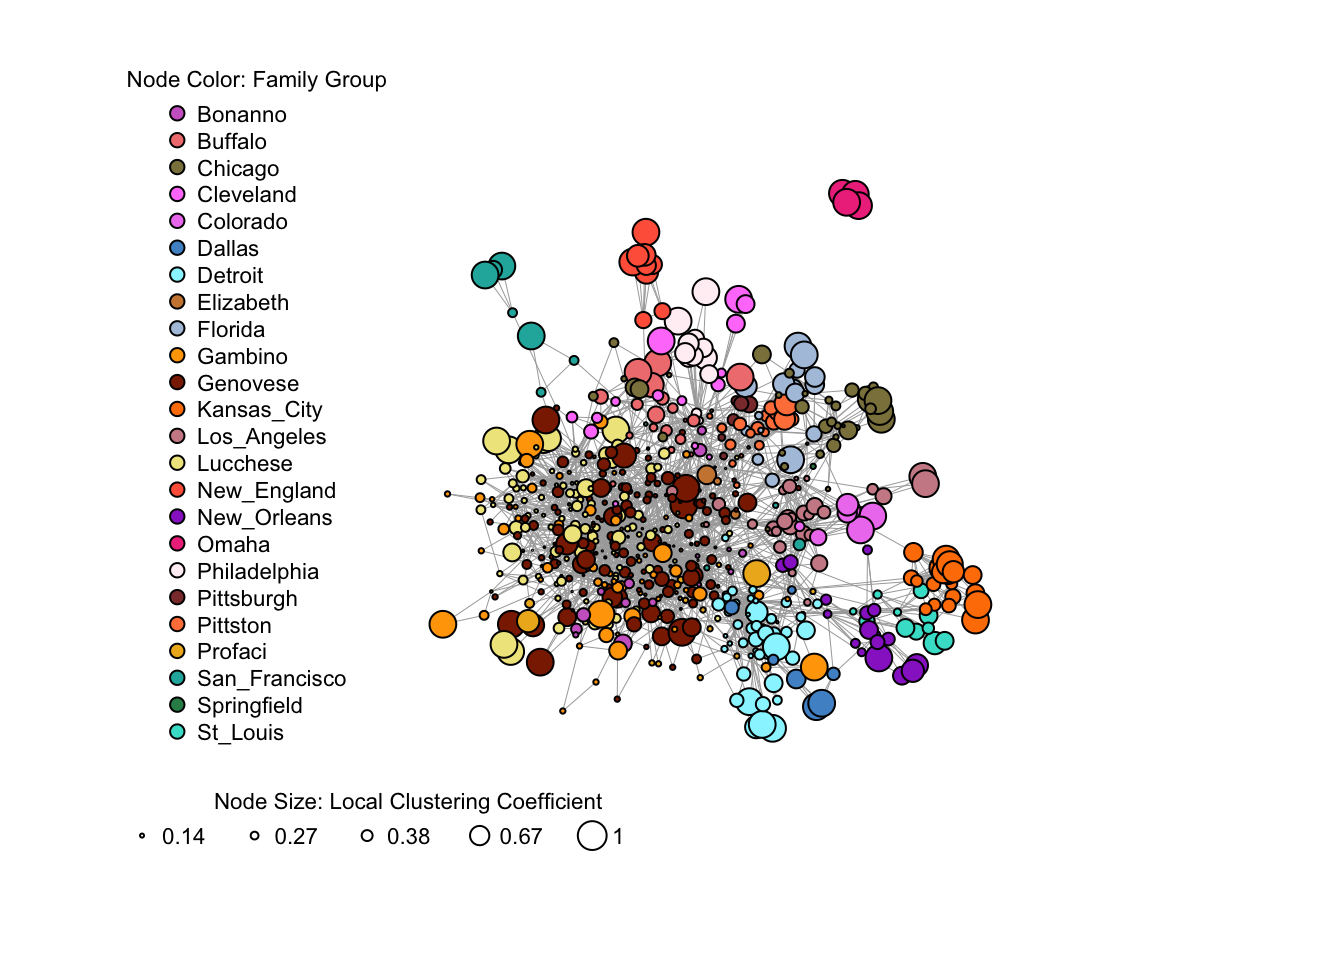 Node Color: Family Group
Bonanno
Buffalo
Chicago
Cleveland
Colorado
Dallas
Detroit
Elizabeth
Florida
Gambino
Genovese
Kansas_City
Los_Angeles
Lucchese
New_England
New_Orleans
Omaha
Philadelphia
Pittsburgh
Pittston
Profaci
San_Francisco
Springfield
St_Louis
Node Size: Local Clustering Coefficient
0.14 0.27 0.38 0.67 1